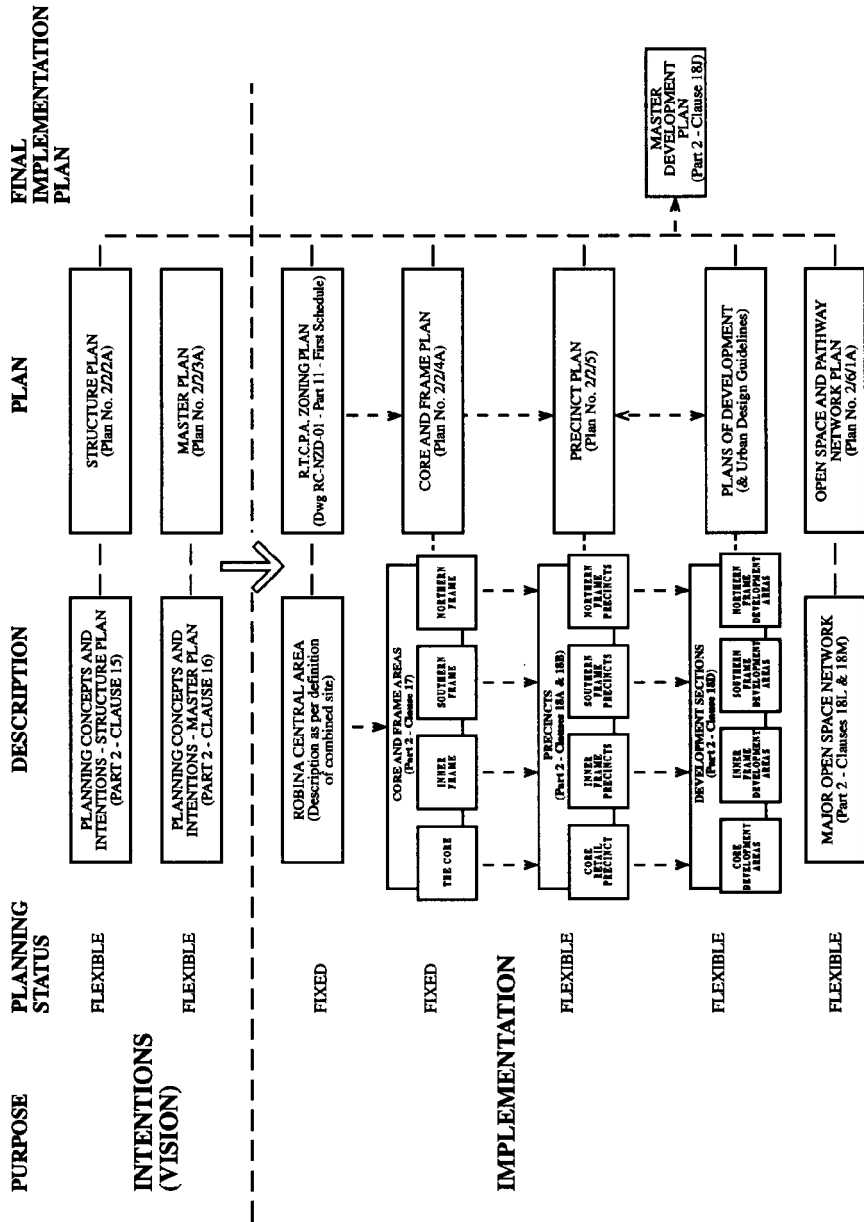 PURPOSE
PLANNING
STATUS
DESCRIPTION
PLAN
FINAL
IMPLEMENTATION
PLAN
INTENTIONS
(VISION)
FLEXIBLE
PLANNING CONCEPTS AND
INTENTIONS - STRUCTURE PLAN
(PART 2 - CLAUSE 15)
STRUCTURE PLAN
(Plan No. 2/2/2A)
FLEXIBLE
PLANNING CONCEPTS AND
INTENTIONS - MASTER PLAN
(PART 2 - CLAUSE 16)
MASTER PLAN
(Plan No. 2/2/3A)
IMPLEMENTATION
FIXED
ROBINA CENTRAL AREA
(Description as per definition
of combined site)
R.T.C.P.A. ZONING PLAN
(Dwg RC-NZD-01 - Part 11 - First Schedule)
FIXED
CORE AND FRAME AREAS
(Part 2 - Clause 17)
THE CORE
INNER
FRAME
SOUTHERN
FRAME
NORTHERN
FRAME
CORE AND FRAME PLAN
(Plan No. 2/2/4A)
FLEXIBLE
PRECINCTS
(Part 2 - Clauses 18A & 18B)
CORE
RETAIL
PRECINCT
INNER
FRAME
PRECINCTS
SOUTHERN
FRAME
PRECINCTS
NORTHERN
FRAME
PRECINCTS
PRECINCT PLAN
(Plan No. 2/2/5)
FLEXIBLE
DEVELOPMENT SECTIONS
(Part 2 - Clause 18D)
CORE
DEVELOPMENT
AREAS
INNER
FRAME
DEVELOPMENT
AREAS
SOUTHERN
FRAME
DEVELOPMENT
AREAS
NORTHERN
FRAME
DEVELOPMENT
AREAS
PLANS OF DEVELOPMENT
(& Urban Design Guidelines)
FLEXIBLE
MAJOR OPEN SPACE NETWORK
(Part 2 - Clauses 18L & 18M)
OPEN SPACE AND PATHWAY
NETWORK PLAN
(Plan No. 2/6/1A)
MASTER
DEVELOPMENT
PLAN
(Part 2 - Clause 18J)